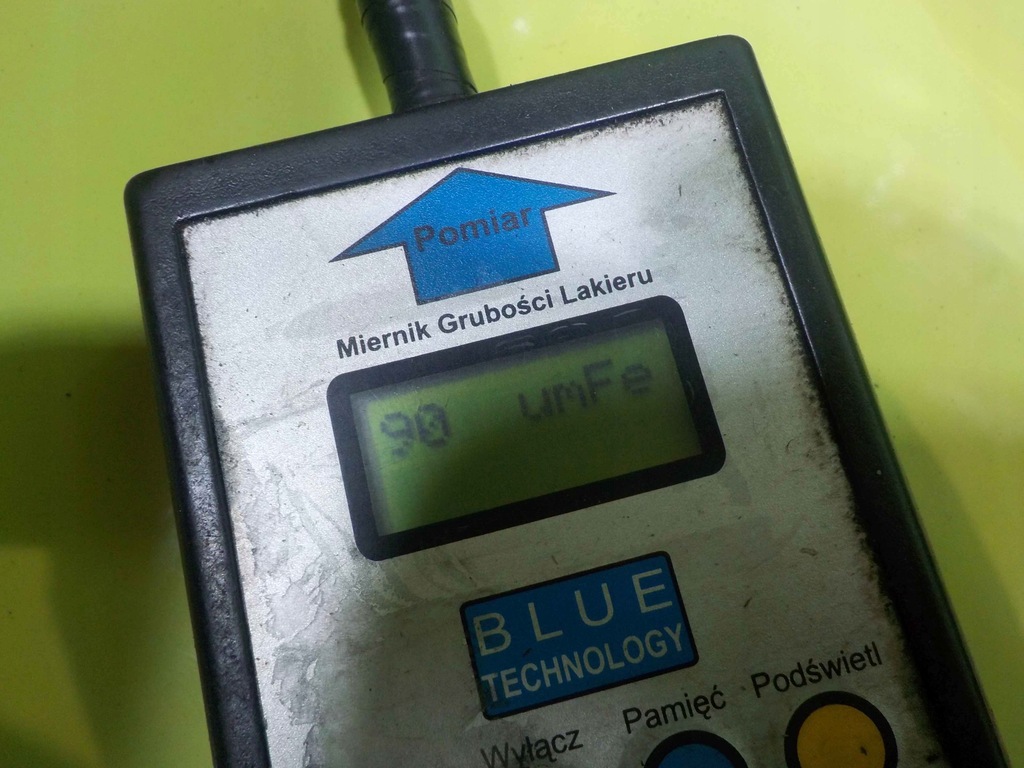 Pomiar
Miernik Grubości Lakieru
90 umFe
BLUE
TECHNOLOGY
Wyłącz Pamięć Podświetl